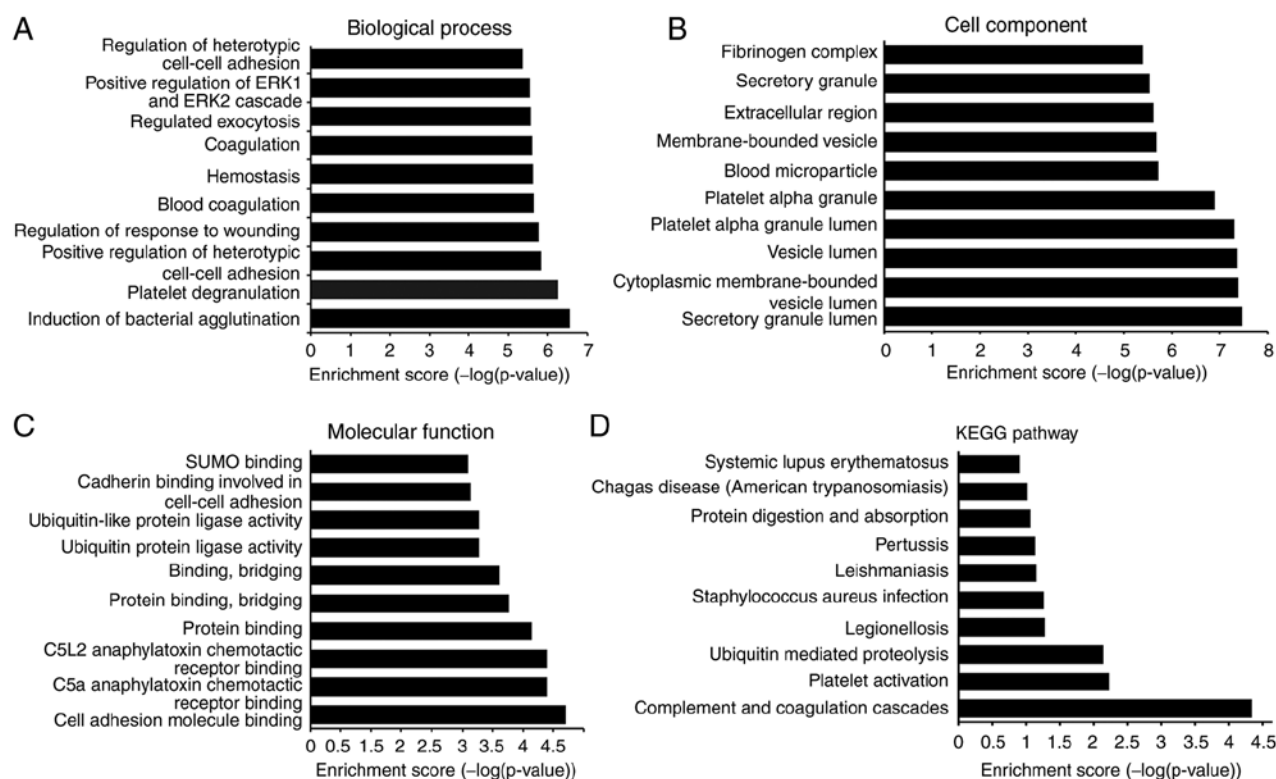 A
Biological process
Regulation of heterotypic
cell-cell adhesion
Positive regulation of ERK1
and ERK2 cascade
Regulated exocytosis
Coagulation
Hemostasis
Blood coagulation
Regulation of response to wounding
Positive regulation of heterotypic
cell-cell adhesion
Platelet degranulation
Induction of bacterial agglutination
0 1 2 3 4 5 6 7
Enrichment score (–log(p-value))
B
Cell component
Fibrinogen complex
Secretory granule
Extracellular region
Membrane-bounded vesicle
Blood microparticle
Platelet alpha granule
Platelet alpha granule lumen
Vesicle lumen
Cytoplasmic membrane-bounded
vesicle lumen
Secretory granule lumen
0 1 2 3 4 5 6 7 8
Enrichment score (–log(p-value))
C
Molecular function
SUMO binding
Cadherin binding involved in
cell-cell adhesion
Ubiquitin-like protein ligase activity
Ubiquitin protein ligase activity
Binding, bridging
Protein binding, bridging
Protein binding
C5L2 anaphylatoxin chemotactic
receptor binding
C5a anaphylatoxin chemotactic
receptor binding
Cell adhesion molecule binding
0 0.5 1 1.5 2 2.5 3 3.5 4 4.5
Enrichment score (–log(p-value))
D
KEGG pathway
Systemic lupus erythematosus
Chagas disease (American trypanosomiasis)
Protein digestion and absorption
Pertussis
Leishmaniasis
Staphylococcus aureus infection
Legionellosis
Ubiquitin mediated proteolysis
Platelet activation
Complement and coagulation cascades
0 0.5 1 1.5 2 2.5 3 3.5 4 4.5
Enrichment score (–log(p-value))